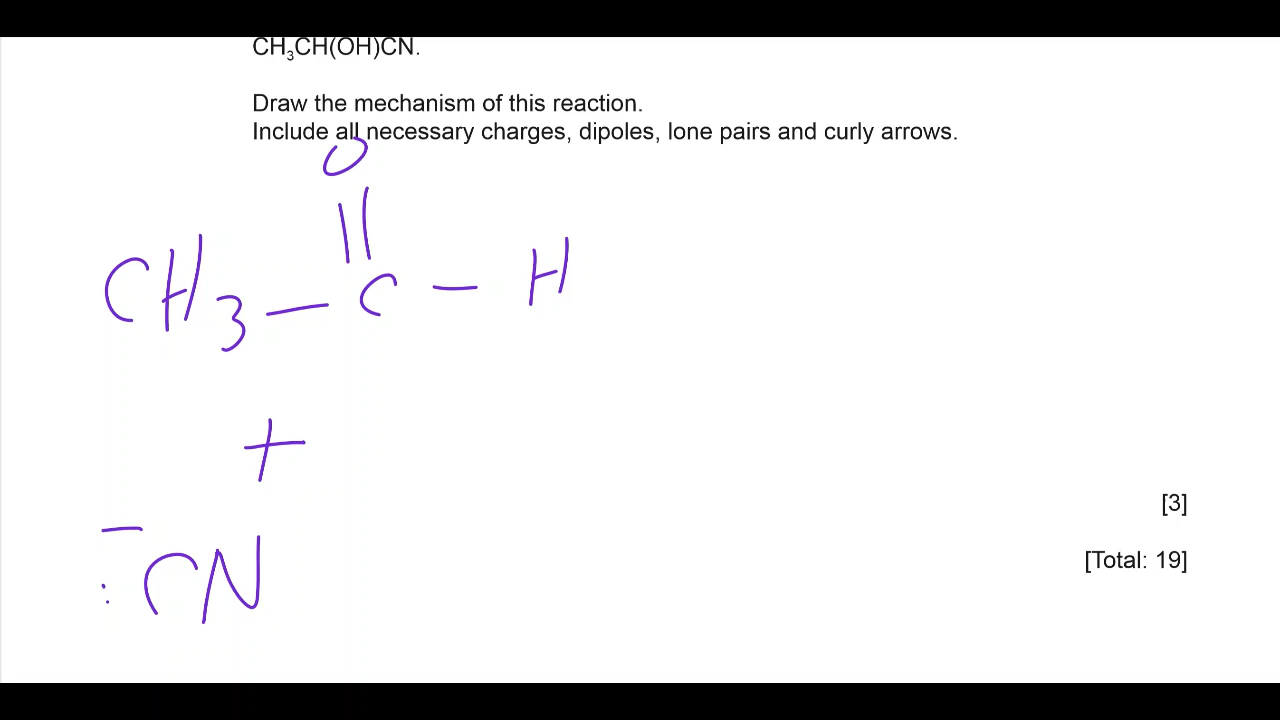 CH₃CH(OH)CN.
Draw the mechanism of this reaction.
Include all necessary charges, dipoles, lone pairs and curly arrows.
O
||
CH₃ — C — H
+
[3]
[Total: 19]
⁻:CN